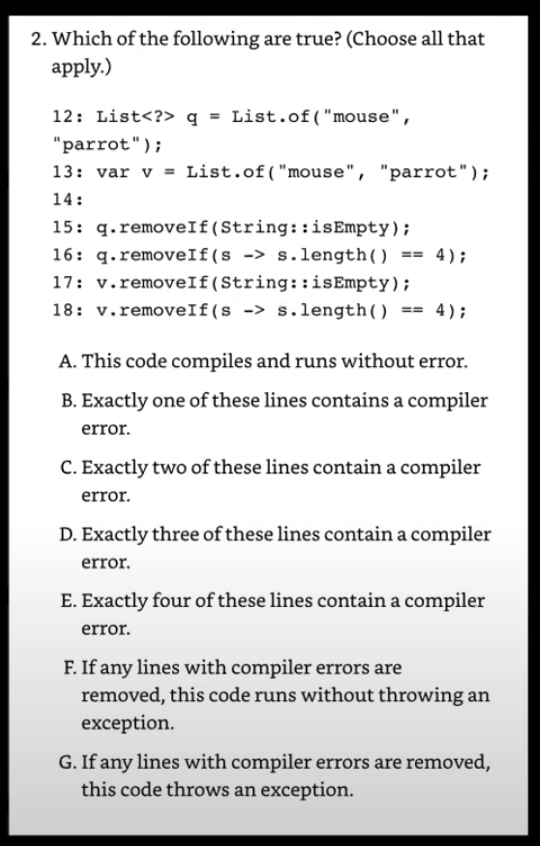 2. Which of the following are true? (Choose all that
apply.)
12: List<?> q = List.of("mouse",
"parrot");
13: var v = List.of("mouse", "parrot");
14:
15: q.removeIf(String::isEmpty);
16: q.removeIf(s -> s.length() == 4);
17: v.removeIf(String::isEmpty);
18: v.removeIf(s -> s.length() == 4);
A. This code compiles and runs without error.
B. Exactly one of these lines contains a compiler
error.
C. Exactly two of these lines contain a compiler
error.
D. Exactly three of these lines contain a compiler
error.
E. Exactly four of these lines contain a compiler
error.
F. If any lines with compiler errors are
removed, this code runs without throwing an
exception.
G. If any lines with compiler errors are removed,
this code throws an exception.